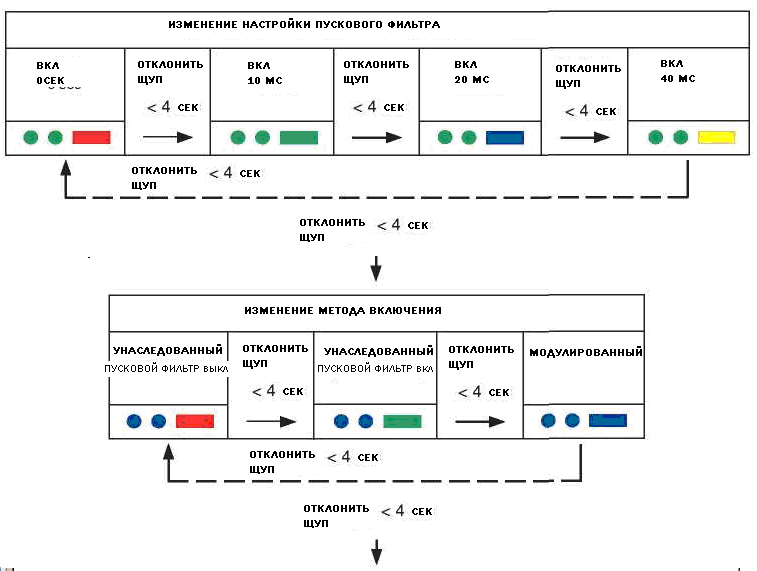 ИЗМЕНЕНИЕ НАСТРОЙКИ ПУСКОВОГО ФИЛЬТРА
ВКЛ
0СЕК
ОТКЛОНИТЬ
ЩУП
< 4 СЕК
ВКЛ
10 МС
ОТКЛОНИТЬ
ЩУП
< 4 СЕК
ВКЛ
20 МС
ОТКЛОНИТЬ
ЩУП
< 4 СЕК
ВКЛ
40 МС
ОТКЛОНИТЬ
ЩУП
< 4 СЕК
ОТКЛОНИТЬ
ЩУП
< 4 СЕК
ИЗМЕНЕНИЕ МЕТОДА ВКЛЮЧЕНИЯ
УНАСЛЕДОВАННЫЙ
ПУСКОВОЙ ФИЛЬТР ВЫКЛ
ОТКЛОНИТЬ
ЩУП
< 4 СЕК
УНАСЛЕДОВАННЫЙ
ПУСКОВОЙ ФИЛЬТР ВКЛ
ОТКЛОНИТЬ
ЩУП
< 4 СЕК
МОДУЛИРОВАННЫЙ
ОТКЛОНИТЬ
ЩУП
< 4 СЕК
ОТКЛОНИТЬ
ЩУП
< 4 СЕК